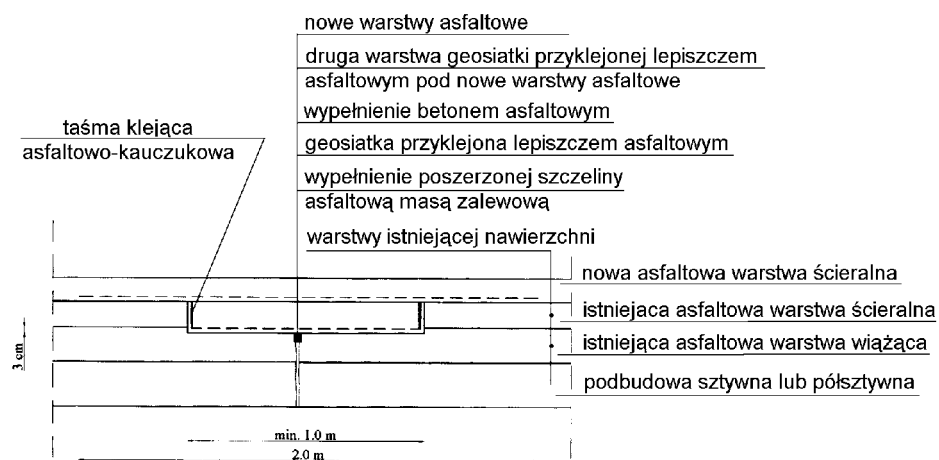 nowe warstwy asfaltowe
druga warstwa geosiatki przyklejonej lepiszczem
asfaltowym pod nowe warstwy asfaltowe
wypełnienie betonem asfaltowym
taśma klejąca
asfaltowo-kauczukowa
geosiatka przyklejona lepiszczem asfaltowym
wypełnienie poszerzonej szczeliny
asfaltową masą zalewową
warstwy istniejącej nawierzchni
nowa asfaltowa warstwa ścieralna
istniejaca asfaltowa warstwa ścieralna
istniejąca asfaltowa warstwa wiążąca
podbudowa sztywna lub półsztywna
3 cm
min. 1.0 m
2.0 m